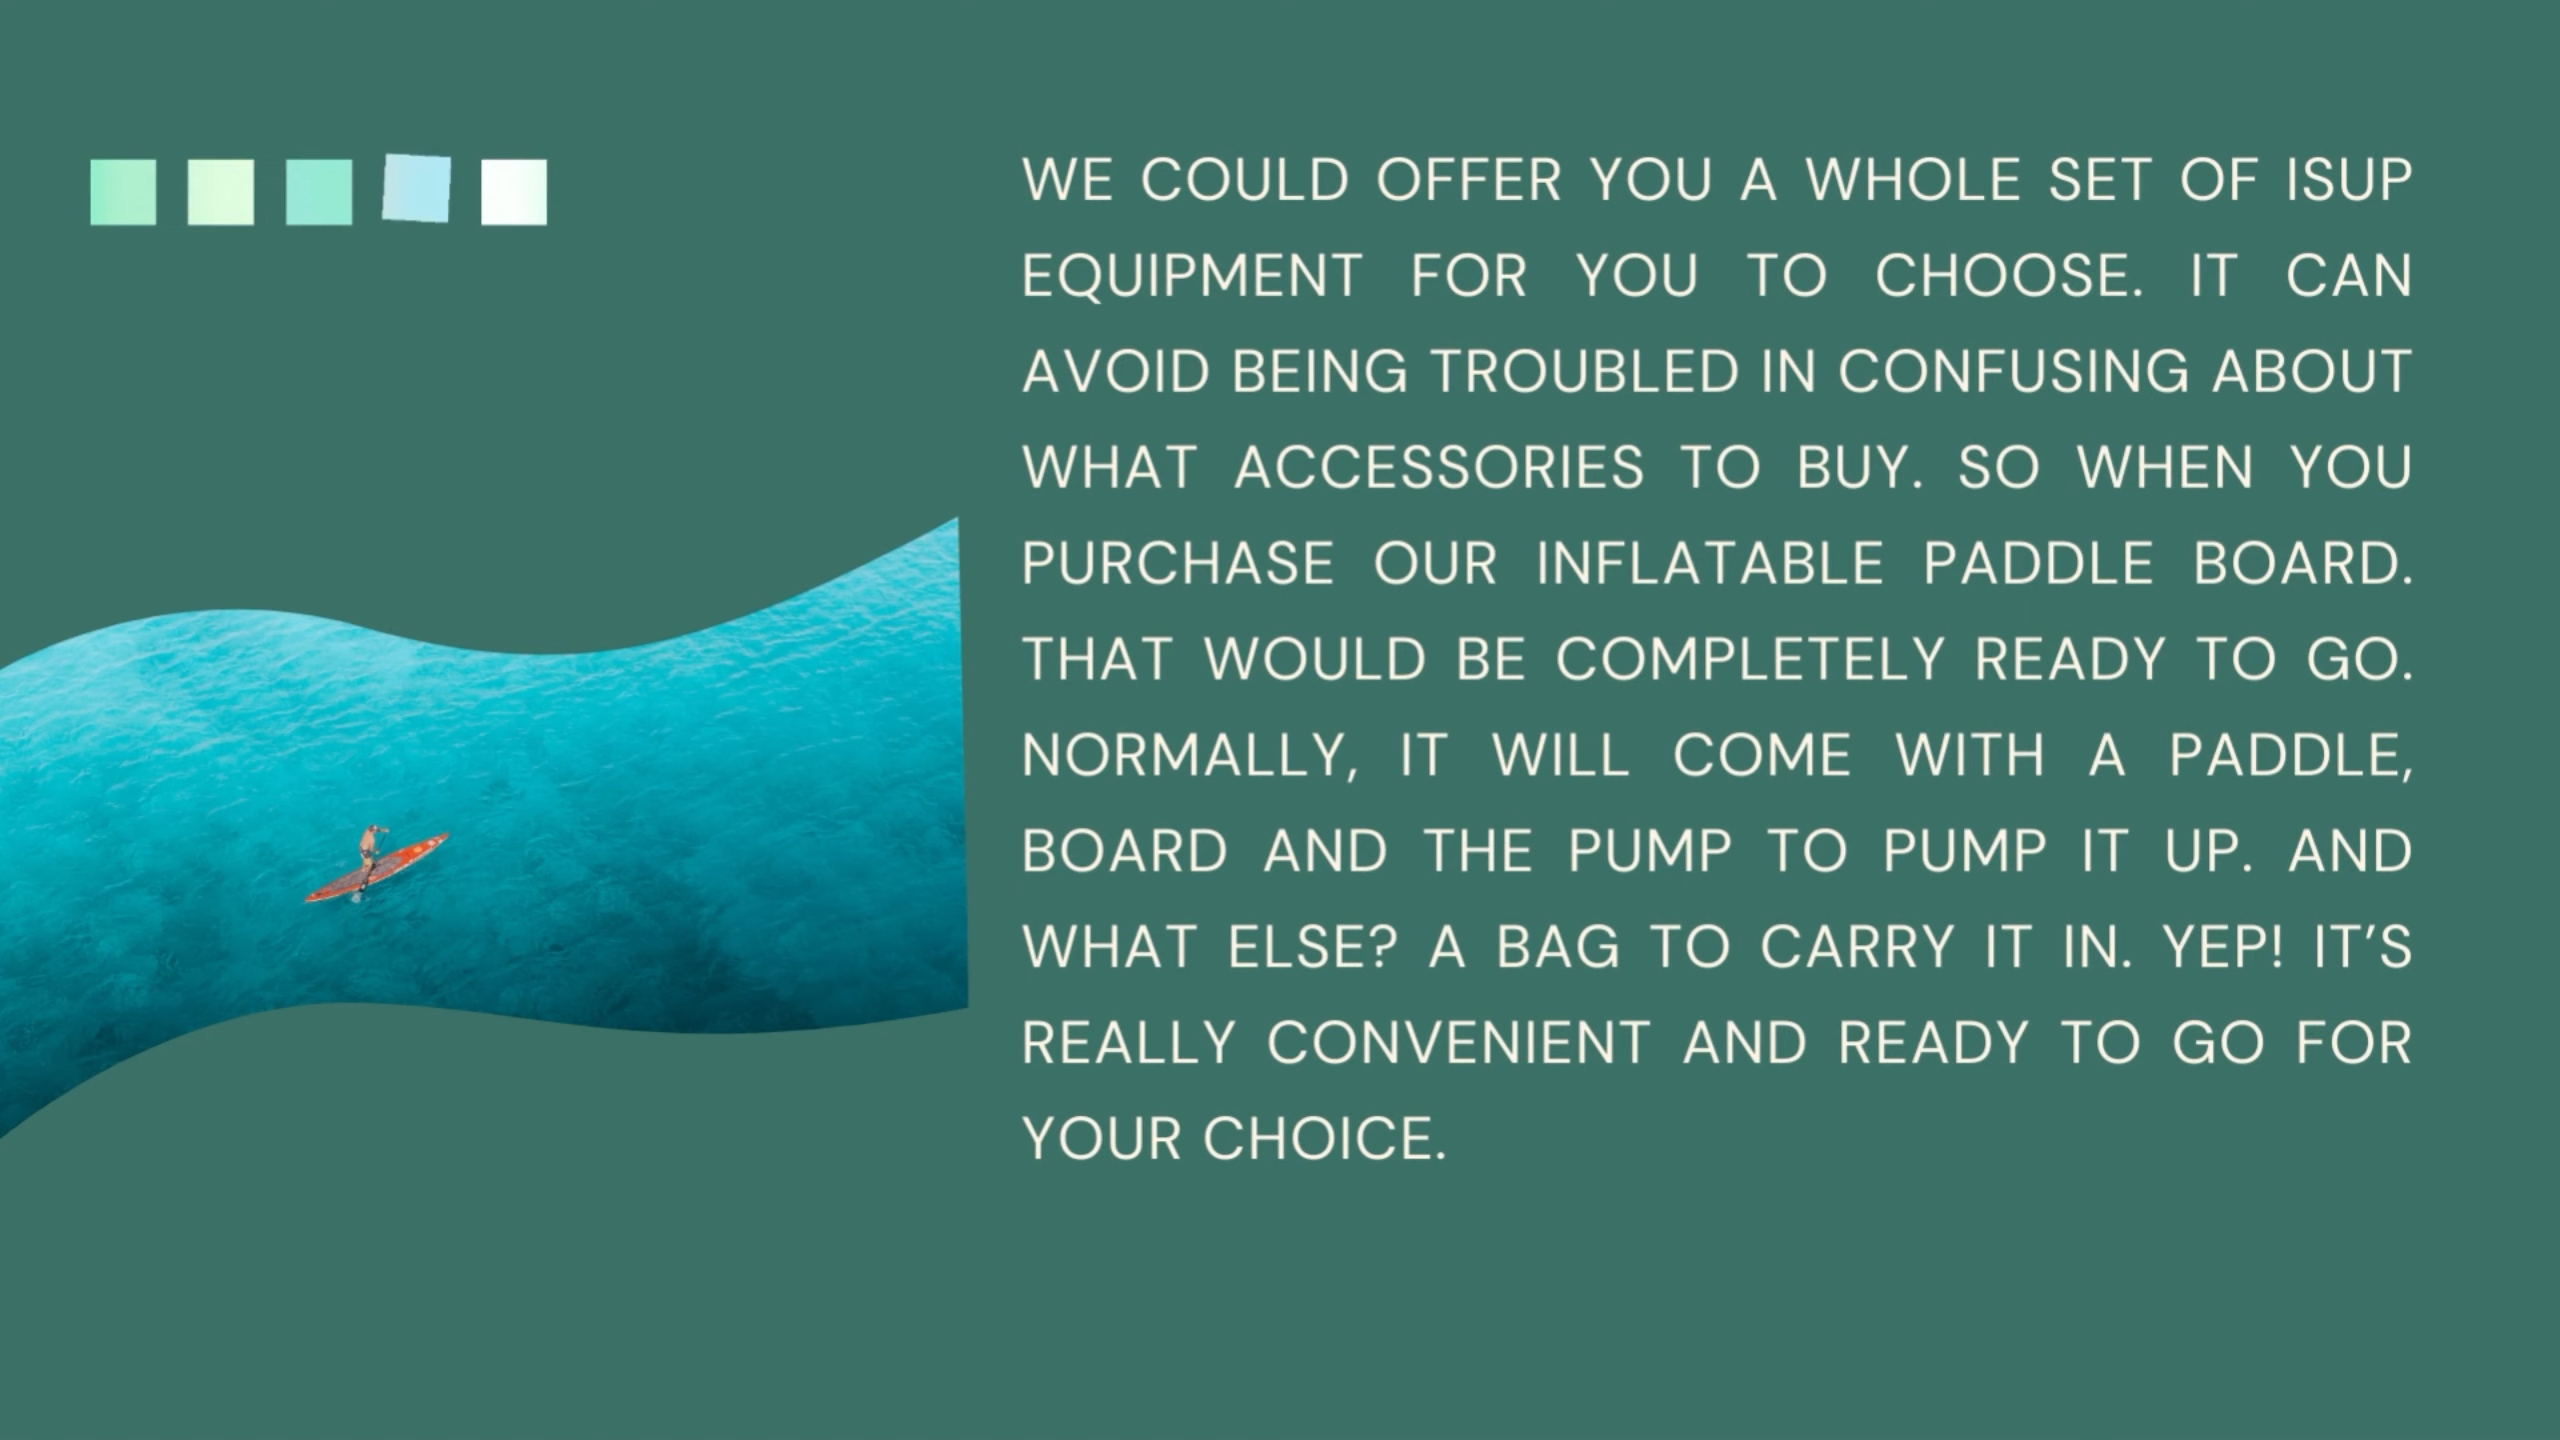 WE COULD OFFER YOU A WHOLE SET OF ISUP
EQUIPMENT FOR YOU TO CHOOSE. IT CAN
AVOID BEING TROUBLED IN CONFUSING ABOUT
WHAT ACCESSORIES TO BUY. SO WHEN YOU
PURCHASE OUR INFLATABLE PADDLE BOARD.
THAT WOULD BE COMPLETELY READY TO GO.
NORMALLY, IT WILL COME WITH A PADDLE,
BOARD AND THE PUMP TO PUMP IT UP. AND
WHAT ELSE? A BAG TO CARRY IT IN. YEP! IT’S
REALLY CONVENIENT AND READY TO GO FOR
YOUR CHOICE.